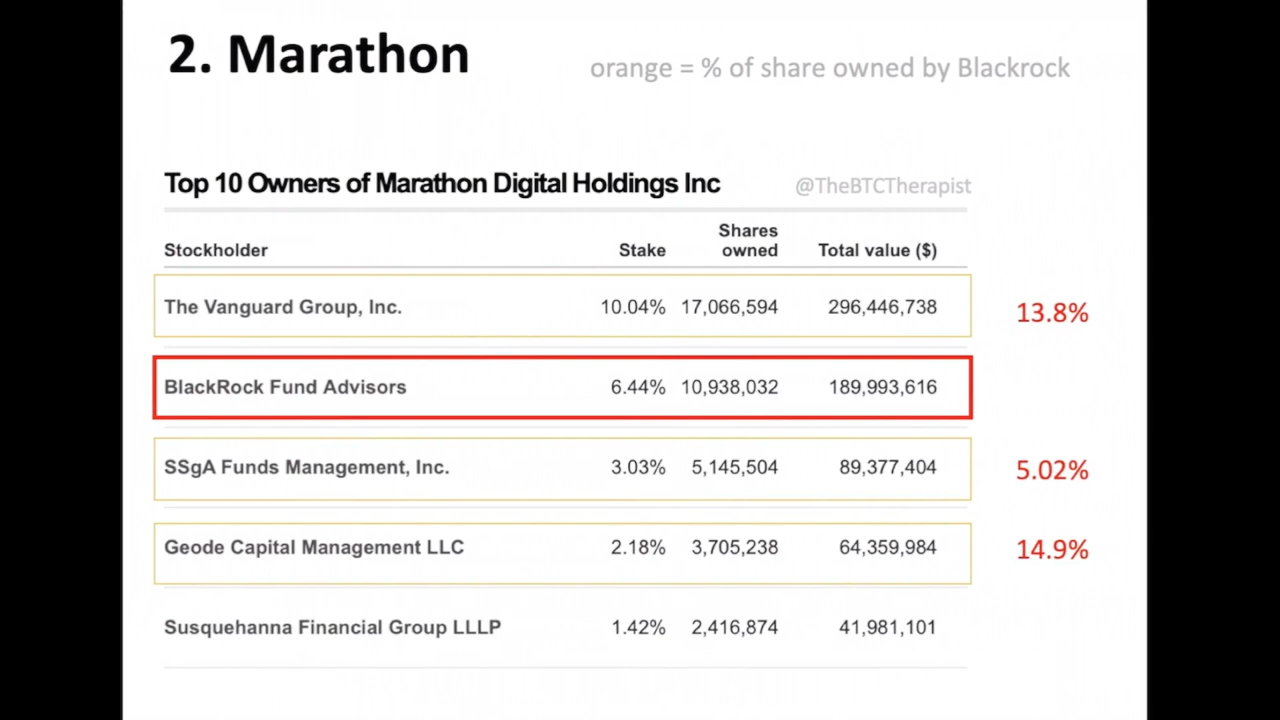 2. Marathon
orange = % of share owned by Blackrock
Top 10 Owners of Marathon Digital Holdings Inc
@TheBTCTherapist
Stockholder Stake Shares owned Total value ($)
The Vanguard Group, Inc. 10.04% 17,066,594 296,446,738 13.8%
BlackRock Fund Advisors 6.44% 10,938,032 189,993,616
SSgA Funds Management, Inc. 3.03% 5,145,504 89,377,404 5.02%
Geode Capital Management LLC 2.18% 3,705,238 64,359,984 14.9%
Susquehanna Financial Group LLLP 1.42% 2,416,874 41,981,101